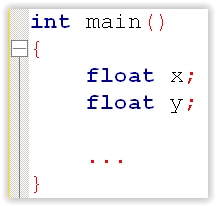 int main()
{
float x;
float y;
...
}